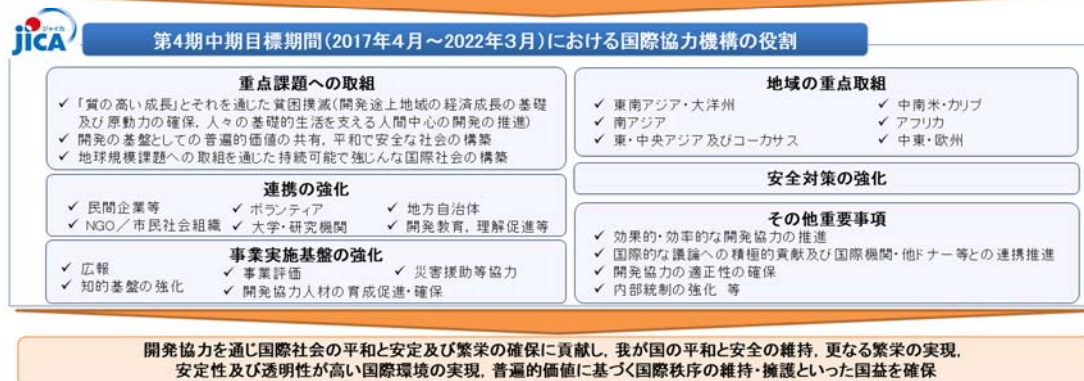 ジャイカ
JICA
第4期中期目標期間(2017年4月～2022年3月)における国際協力機構の役割
重点課題への取組
✓ 「質の高い成長」とそれを通じた貧困撲滅(開発途上地域の経済成長の基礎
及び原動力の確保，人々の基礎的生活を支える人間中心の開発の推進)
✓ 開発の基盤としての普遍的価値の共有，平和で安全な社会の構築
✓ 地球規模課題への取組を通じた持続可能で強じんな国際社会の構築
連携の強化
✓ 民間企業等 ✓ ボランティア ✓ 地方自治体
✓ NGO／市民社会組織 ✓ 大学・研究機関 ✓ 開発教育，理解促進等
事業実施基盤の強化
✓ 広報 ✓ 事業評価 ✓ 災害援助等協力
✓ 知的基盤の強化 ✓ 開発協力人材の育成促進・確保
地域の重点取組
✓ 東南アジア・大洋州 ✓ 中南米・カリブ
✓ 南アジア ✓ アフリカ
✓ 東・中央アジア及びコーカサス ✓ 中東・欧州
安全対策の強化
その他重要事項
✓ 効果的・効率的な開発協力の推進
✓ 国際的な議論への積極的貢献及び国際機関・他ドナー等との連携推進
✓ 開発協力の適正性の確保
✓ 内部統制の強化 等
開発協力を通じ国際社会の平和と安定及び繁栄の確保に貢献し，我が国の平和と安全の維持，更なる繁栄の実現，
安定性及び透明性が高い国際環境の実現，普遍的価値に基づく国際秩序の維持・擁護といった国益を確保